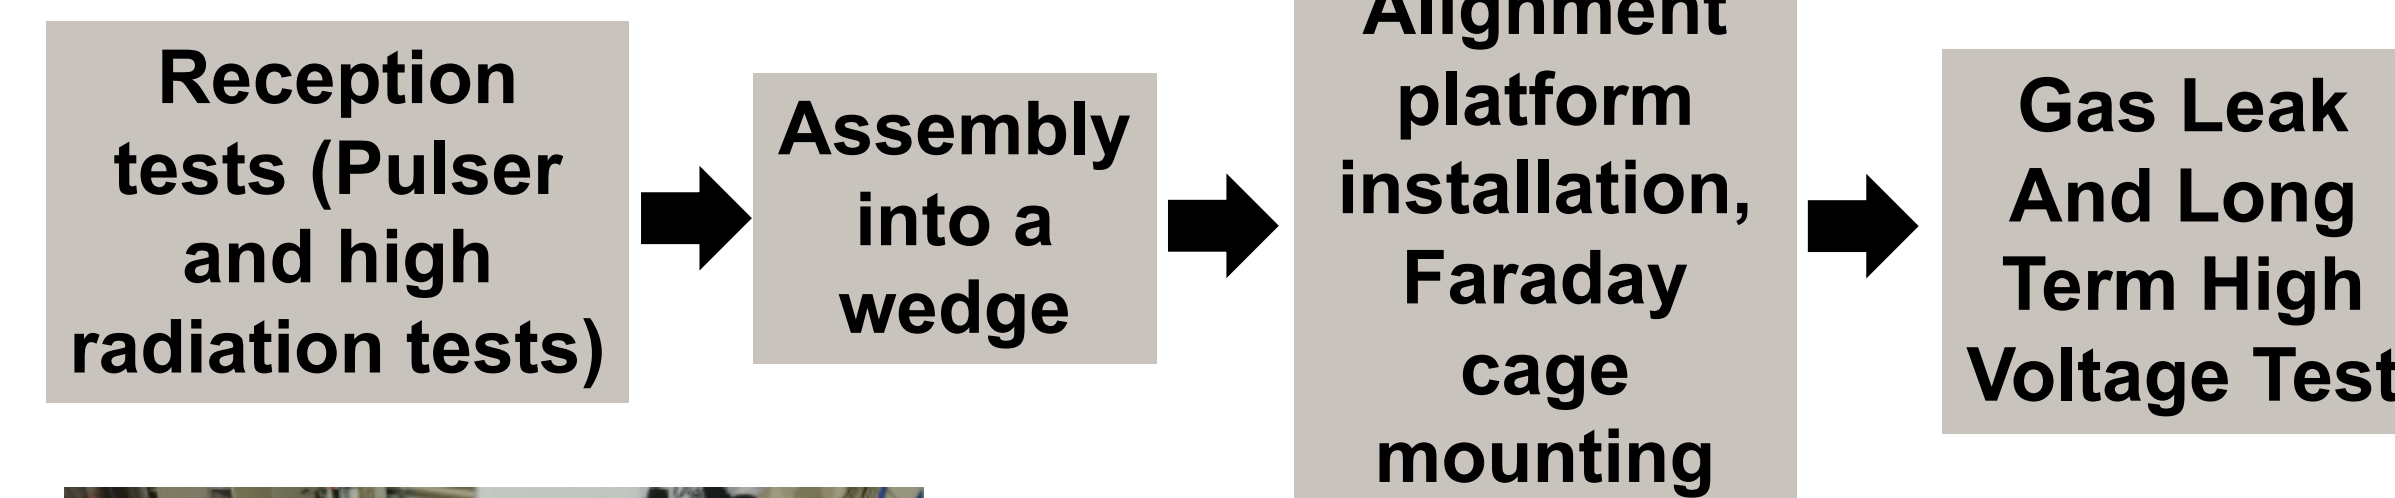 Reception
tests (Pulser
and high
radiation tests)
Assembly
into a
wedge
Alignment
platform
installation,
Faraday
cage
mounting
Gas Leak
And Long
Term High
Voltage Test